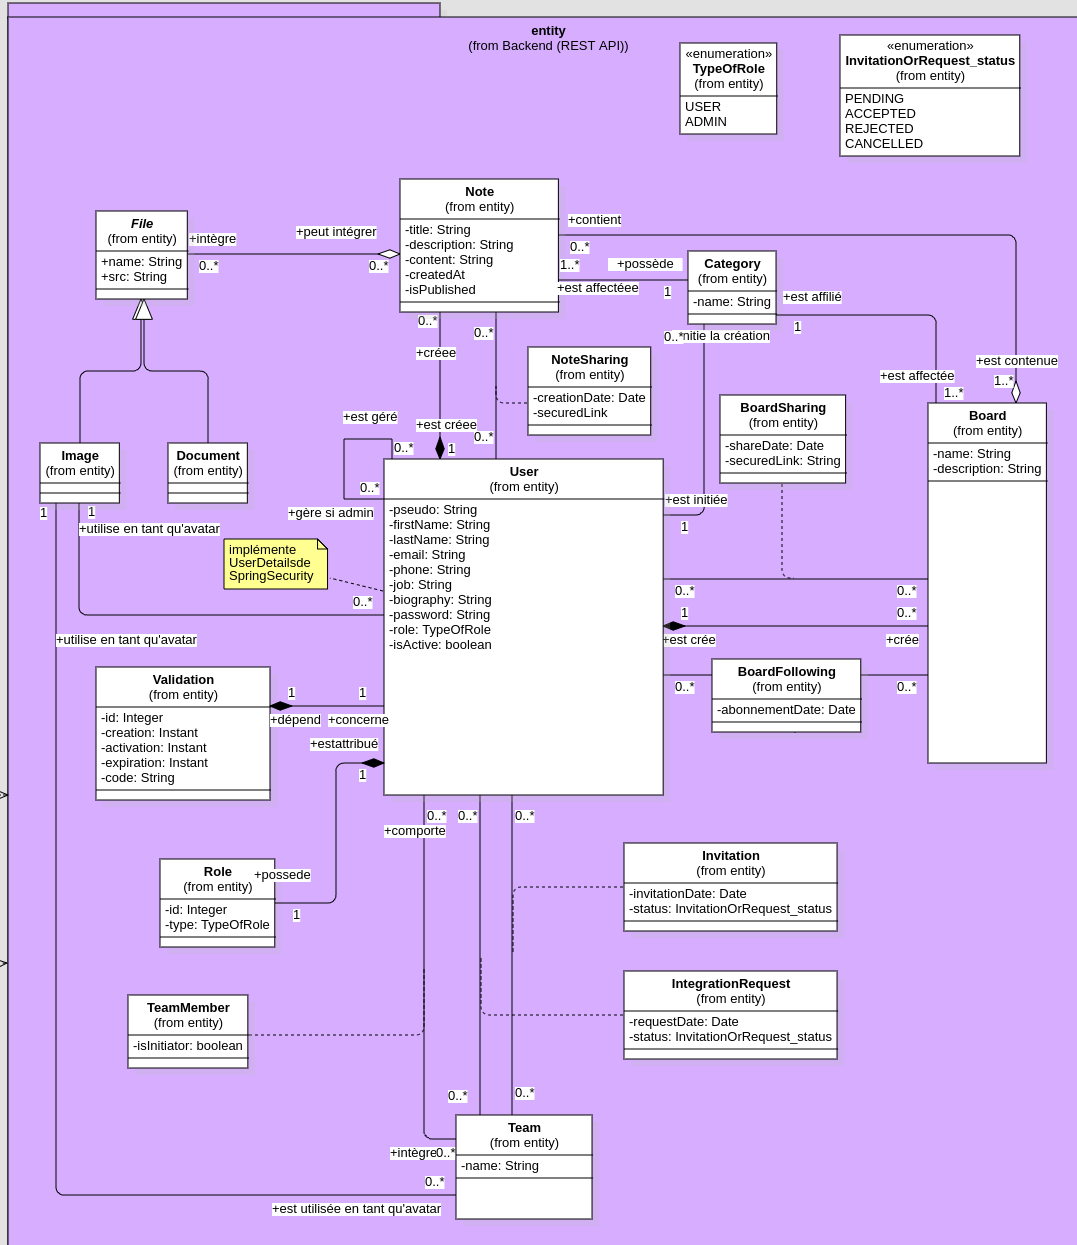 entity
(from Backend (REST API))
«enumeration»
TypeOfRole
(from entity)
USER
ADMIN
«enumeration»
InvitationOrRequest_status
(from entity)
PENDING
ACCEPTED
REJECTED
CANCELLED
File
(from entity)
+name: String
+src: String
+intègre
0..*
+peut intégrer
0..*
Note
(from entity)
-title: String
-description: String
-content: String
-createdAt
-isPublished
+contient
0..*
1..*
+possède
+est affectéee
1
Category
(from entity)
-name: String
+est affilié
1
0..*
nitie la création
+est affectée
1..*
+est contenue
1..*
0..*
+créee
0..*
NoteSharing
(from entity)
-creationDate: Date
-securedLink
BoardSharing
(from entity)
-shareDate: Date
-securedLink: String
Board
(from entity)
-name: String
-description: String
+est géré
0..*
+est créee
1
0..*
0..*
+gère si admin
Image
(from entity)
Document
(from entity)
1
1
+utilise en tant qu'avatar
implémente
UserDetailsde
SpringSecurity
0..*
+utilise en tant qu'avatar
User
(from entity)
-pseudo: String
-firstName: String
-lastName: String
-email: String
-phone: String
-job: String
-biography: String
-password: String
-role: TypeOfRole
-isActive: boolean
+est initiée
1
0..*
0..*
1
0..*
+est crée
+crée
0..*
BoardFollowing
(from entity)
-abonnementDate: Date
0..*
Validation
(from entity)
-id: Integer
-creation: Instant
-activation: Instant
-expiration: Instant
-code: String
1
1
+dépend
+concerne
+estattribué
1
Role
(from entity)
-id: Integer
-type: TypeOfRole
+possede
1
0..*
0..*
0..*
+comporte
Invitation
(from entity)
-invitationDate: Date
-status: InvitationOrRequest_status
IntegrationRequest
(from entity)
-requestDate: Date
-status: InvitationOrRequest_status
TeamMember
(from entity)
-isInitiator: boolean
0..*
0..*
Team
(from entity)
-name: String
+intègre
0..*
0..*
+est utilisée en tant qu'avatar